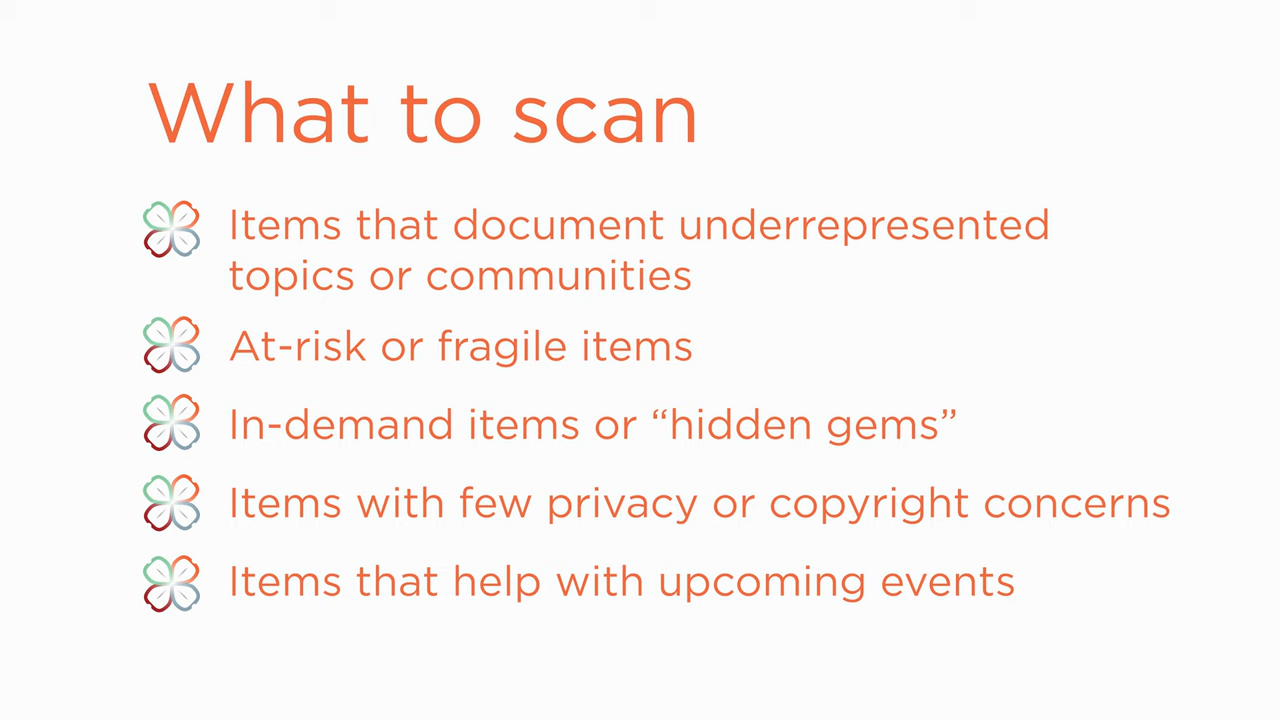 What to scan
Items that document underrepresented
topics or communities
At-risk or fragile items
In-demand items or “hidden gems”
Items with few privacy or copyright concerns
Items that help with upcoming events